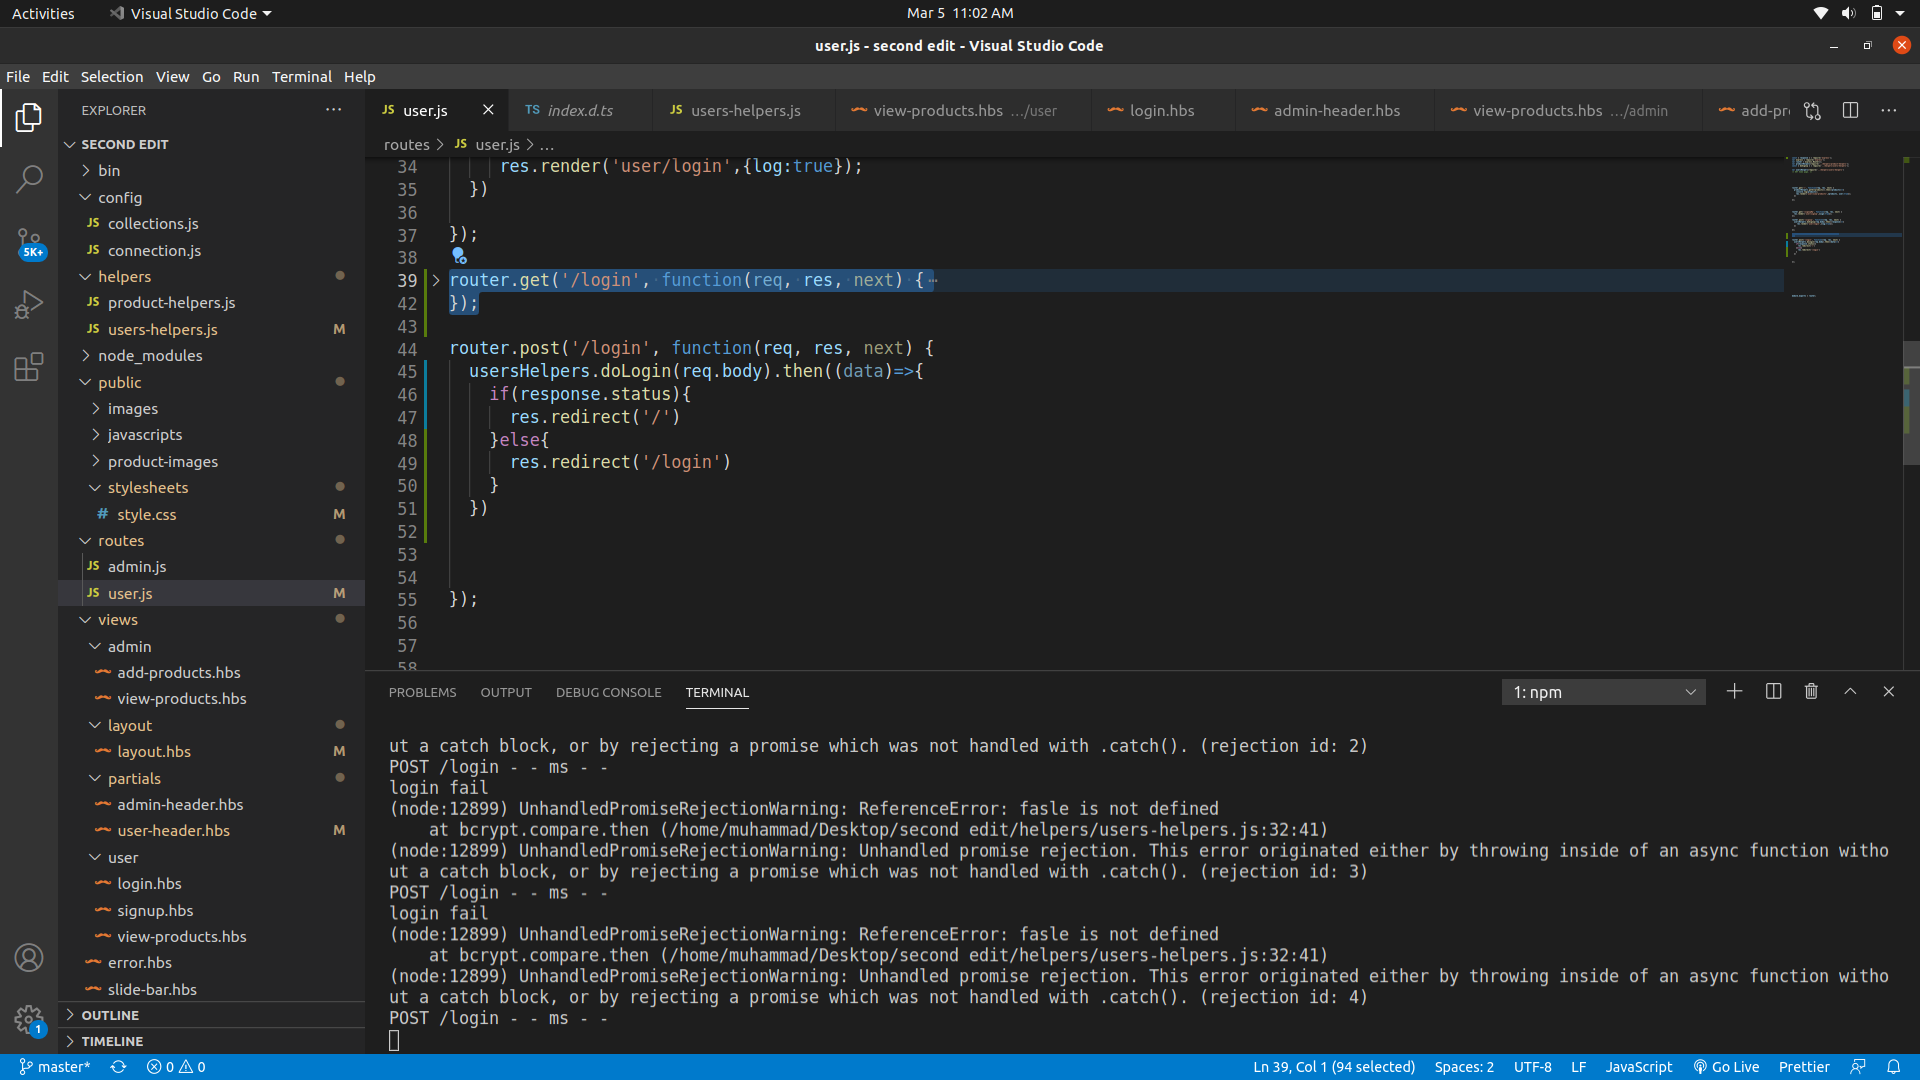 Activities
Visual Studio Code
Mar 5 11:02 AM
user.js - second edit - Visual Studio Code
File Edit Selection View Go Run Terminal Help
EXPLORER
SECOND EDIT
bin
config
JS collections.js
JS connection.js
helpers
JS product-helpers.js
JS users-helpers.js M
node_modules
public
images
javascripts
product-images
stylesheets
# style.css M
routes
JS admin.js
JS user.js M
views
admin
add-products.hbs
view-products.hbs
layout
layout.hbs M
partials
admin-header.hbs
user-header.hbs M
user
login.hbs
signup.hbs
view-products.hbs
error.hbs
slide-bar.hbs
OUTLINE
TIMELINE
5K+
1
JS user.js
TS index.d.ts
JS users-helpers.js
view-products.hbs .../user
login.hbs
admin-header.hbs
view-products.hbs .../admin
add-pr
routes > JS user.js > ...
34 res.render('user/login',{log:true});
35 })
36
37 });
38
39 router.get('/login', function(req, res, next) {
42 });
43
44 router.post('/login', function(req, res, next) {
45 usersHelpers.doLogin(req.body).then((data)=>{
46 if(response.status){
47 res.redirect('/')
48 }else{
49 res.redirect('/login')
50 }
51 })
52
53
54
55 });
56
57
58
PROBLEMS OUTPUT DEBUG CONSOLE TERMINAL
1: npm
ut a catch block, or by rejecting a promise which was not handled with .catch(). (rejection id: 2)
POST /login - - ms - -
login fail
(node:12899) UnhandledPromiseRejectionWarning: ReferenceError: fasle is not defined
at bcrypt.compare.then (/home/muhammad/Desktop/second edit/helpers/users-helpers.js:32:41)
(node:12899) UnhandledPromiseRejectionWarning: Unhandled promise rejection. This error originated either by throwing inside of an async function witho
ut a catch block, or by rejecting a promise which was not handled with .catch(). (rejection id: 3)
POST /login - - ms - -
login fail
(node:12899) UnhandledPromiseRejectionWarning: ReferenceError: fasle is not defined
at bcrypt.compare.then (/home/muhammad/Desktop/second edit/helpers/users-helpers.js:32:41)
(node:12899) UnhandledPromiseRejectionWarning: Unhandled promise rejection. This error originated either by throwing inside of an async function witho
ut a catch block, or by rejecting a promise which was not handled with .catch(). (rejection id: 4)
POST /login - - ms - -
master* 0 0
Ln 39, Col 1 (94 selected) Spaces: 2 UTF-8 LF JavaScript Go Live Prettier